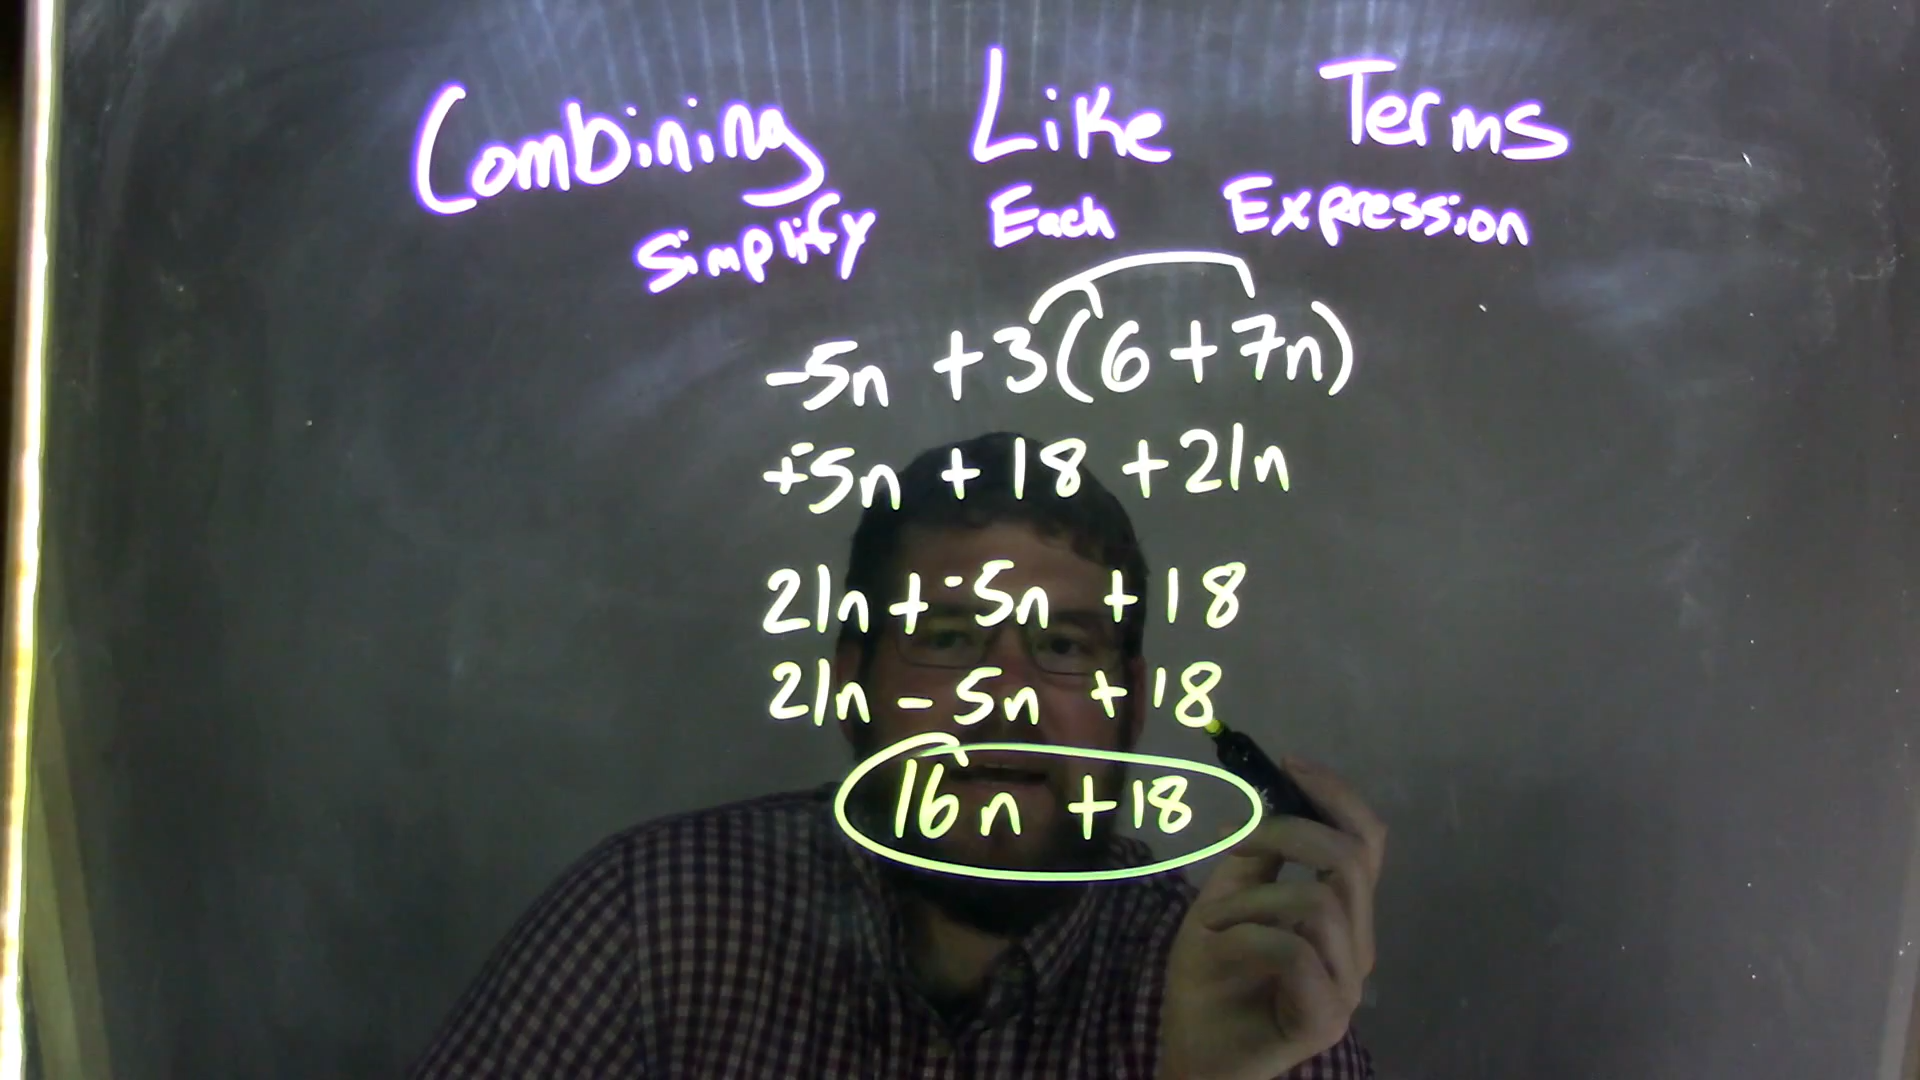 Combining Like Terms
Simplify Each Expression
-5n +3(6+7n)
+-5n + 18 +21n
21n + -5n +18
21n - 5n +18
16n +18